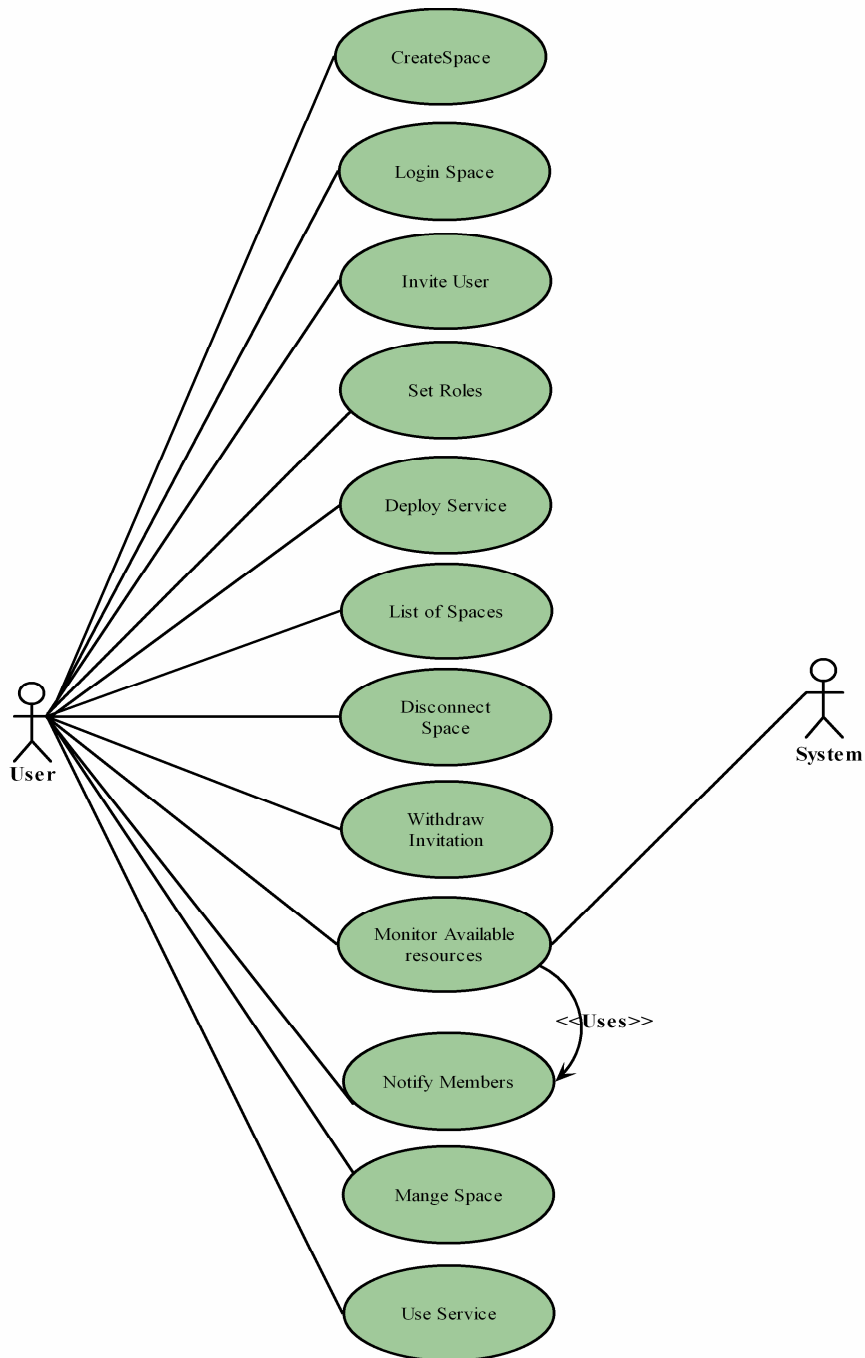 CreateSpace
Login Space
Invite User
Set Roles
Deploy Service
List of Spaces
Disconnect
Space
User
System
Withdraw
Invitation
Monitor Available
resources
<<Uses>>
Notify Members
Mange Space
Use Service